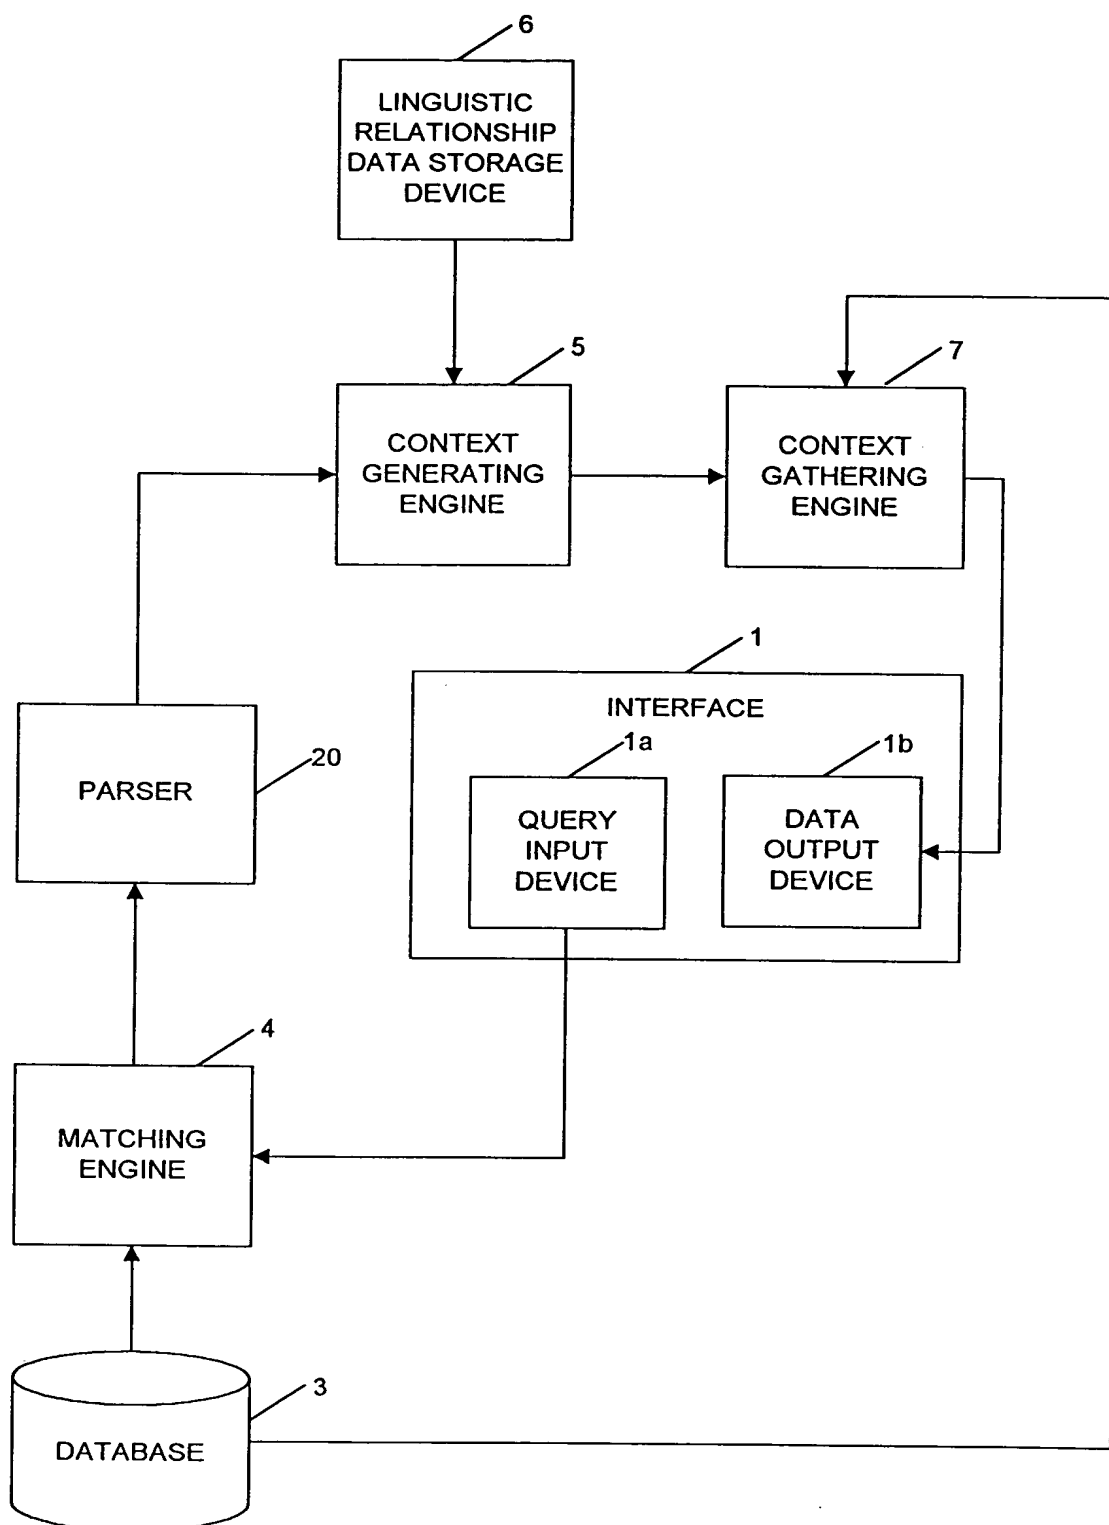 6
LINGUISTIC
RELATIONSHIP
DATA STORAGE
DEVICE
5
CONTEXT
GENERATING
ENGINE
7
CONTEXT
GATHERING
ENGINE
1
INTERFACE
1a
QUERY
INPUT
DEVICE
1b
DATA
OUTPUT
DEVICE
20
PARSER
4
MATCHING
ENGINE
3
DATABASE